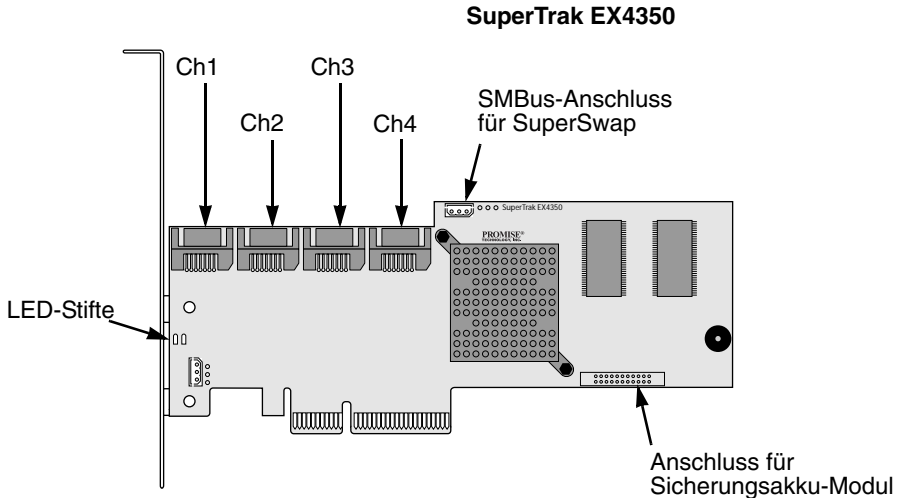 SuperTrak EX4350
Ch1
Ch3
SMBus-Anschluss
für SuperSwap
Ch2
Ch4
SuperTrak EX4350
PROMISE®
TECHNOLOGY, INC.
LED-Stifte
Anschluss für
Sicherungsakku-Modul